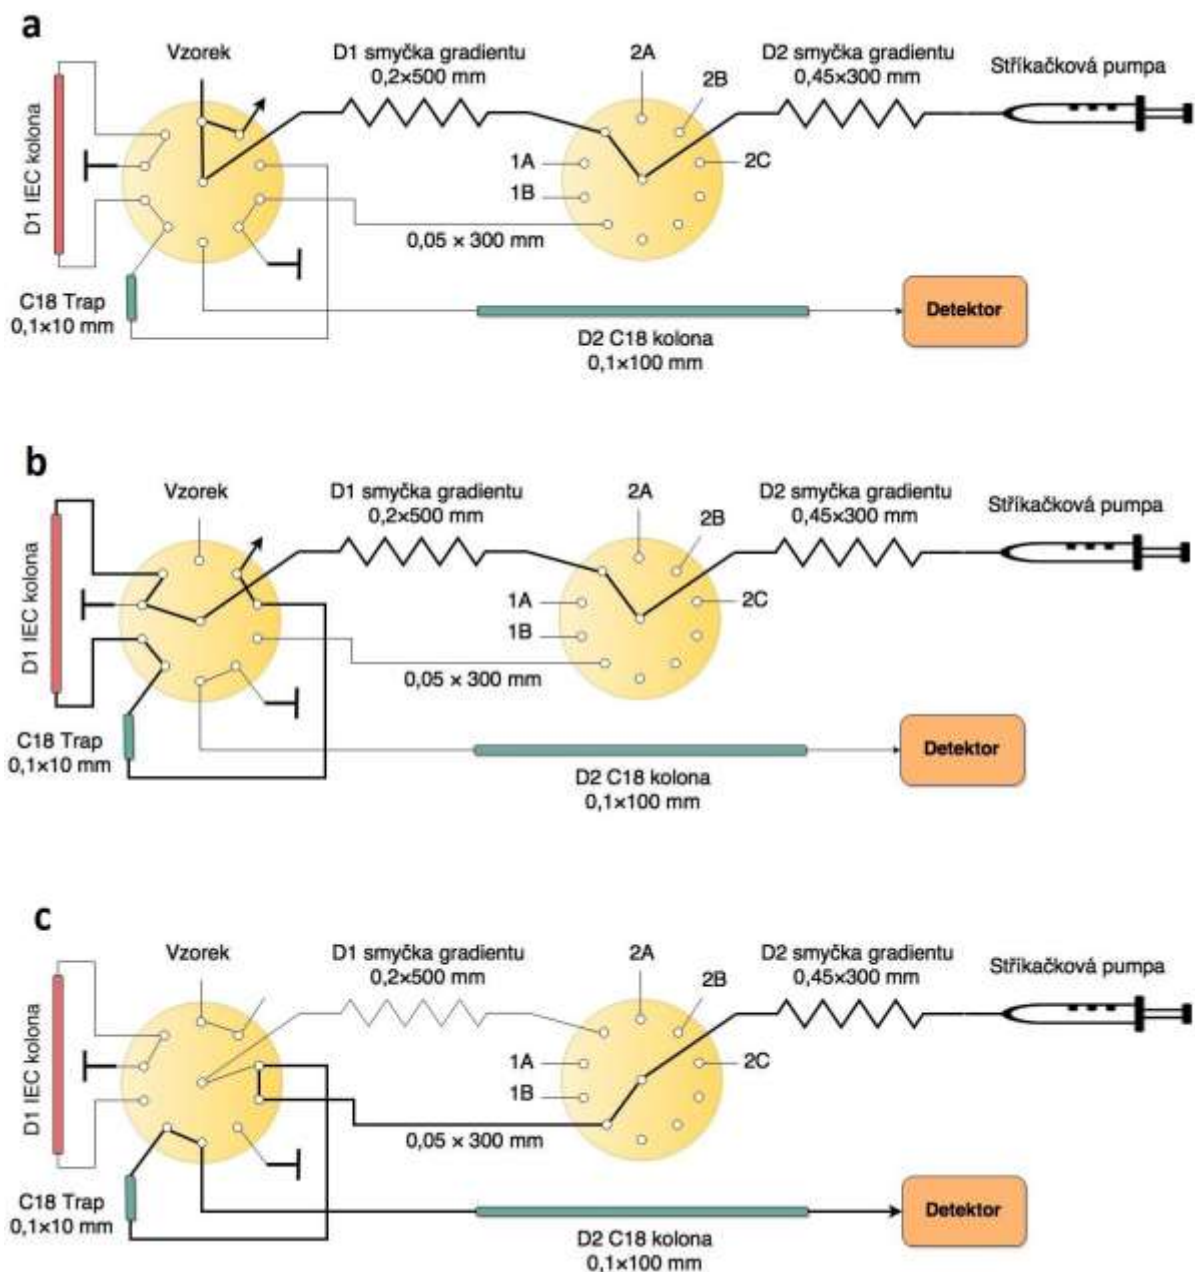 a
Vzorek
D1 smyčka gradientu
0,2×500 mm
2A
2B
D2 smyčka gradientu
0,45×300 mm
Stříkačková pumpa
D1 IEC kolona
1A
1B
2C
0,05 × 300 mm
C18 Trap
0,1×10 mm
D2 C18 kolona
0,1×100 mm
Detektor
b
Vzorek
D1 smyčka gradientu
0,2×500 mm
2A
2B
D2 smyčka gradientu
0,45×300 mm
Stříkačková pumpa
D1 IEC kolona
1A
1B
2C
0,05 × 300 mm
C18 Trap
0,1×10 mm
D2 C18 kolona
0,1×100 mm
Detektor
c
Vzorek
D1 smyčka gradientu
0,2×500 mm
2A
2B
D2 smyčka gradientu
0,45×300 mm
Stříkačková pumpa
D1 IEC kolona
1A
1B
2C
0,05 × 300 mm
C18 Trap
0,1×10 mm
D2 C18 kolona
0,1×100 mm
Detektor